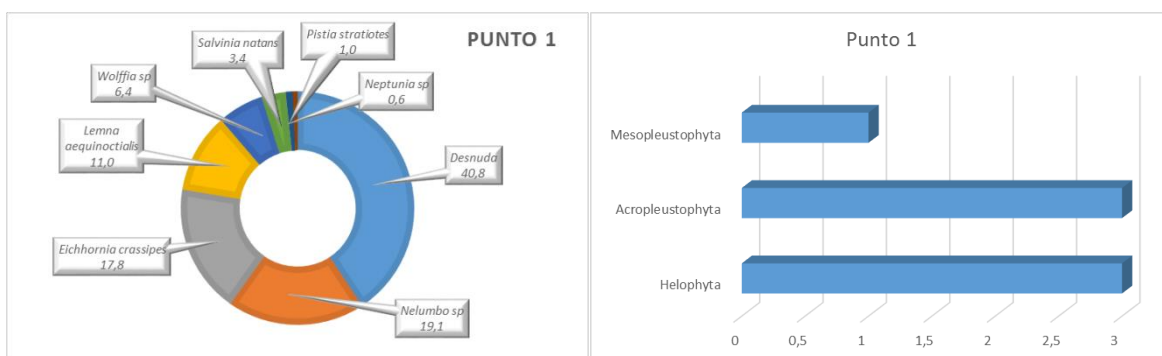 PUNTO 1
Salvinia natans
3,4
Pistia stratiotes
1,0
Wolffia sp
6,4
Neptunia sp
0,6
Lemna
aequinoctialis
11,0
Desnuda
40,8
Eichhornia crassipes
17,8
Nelumbo sp
19,1
Punto 1
Mesopleustophyta
Acropleustophyta
Helophyta
0 0,5 1 1,5 2 2,5 3